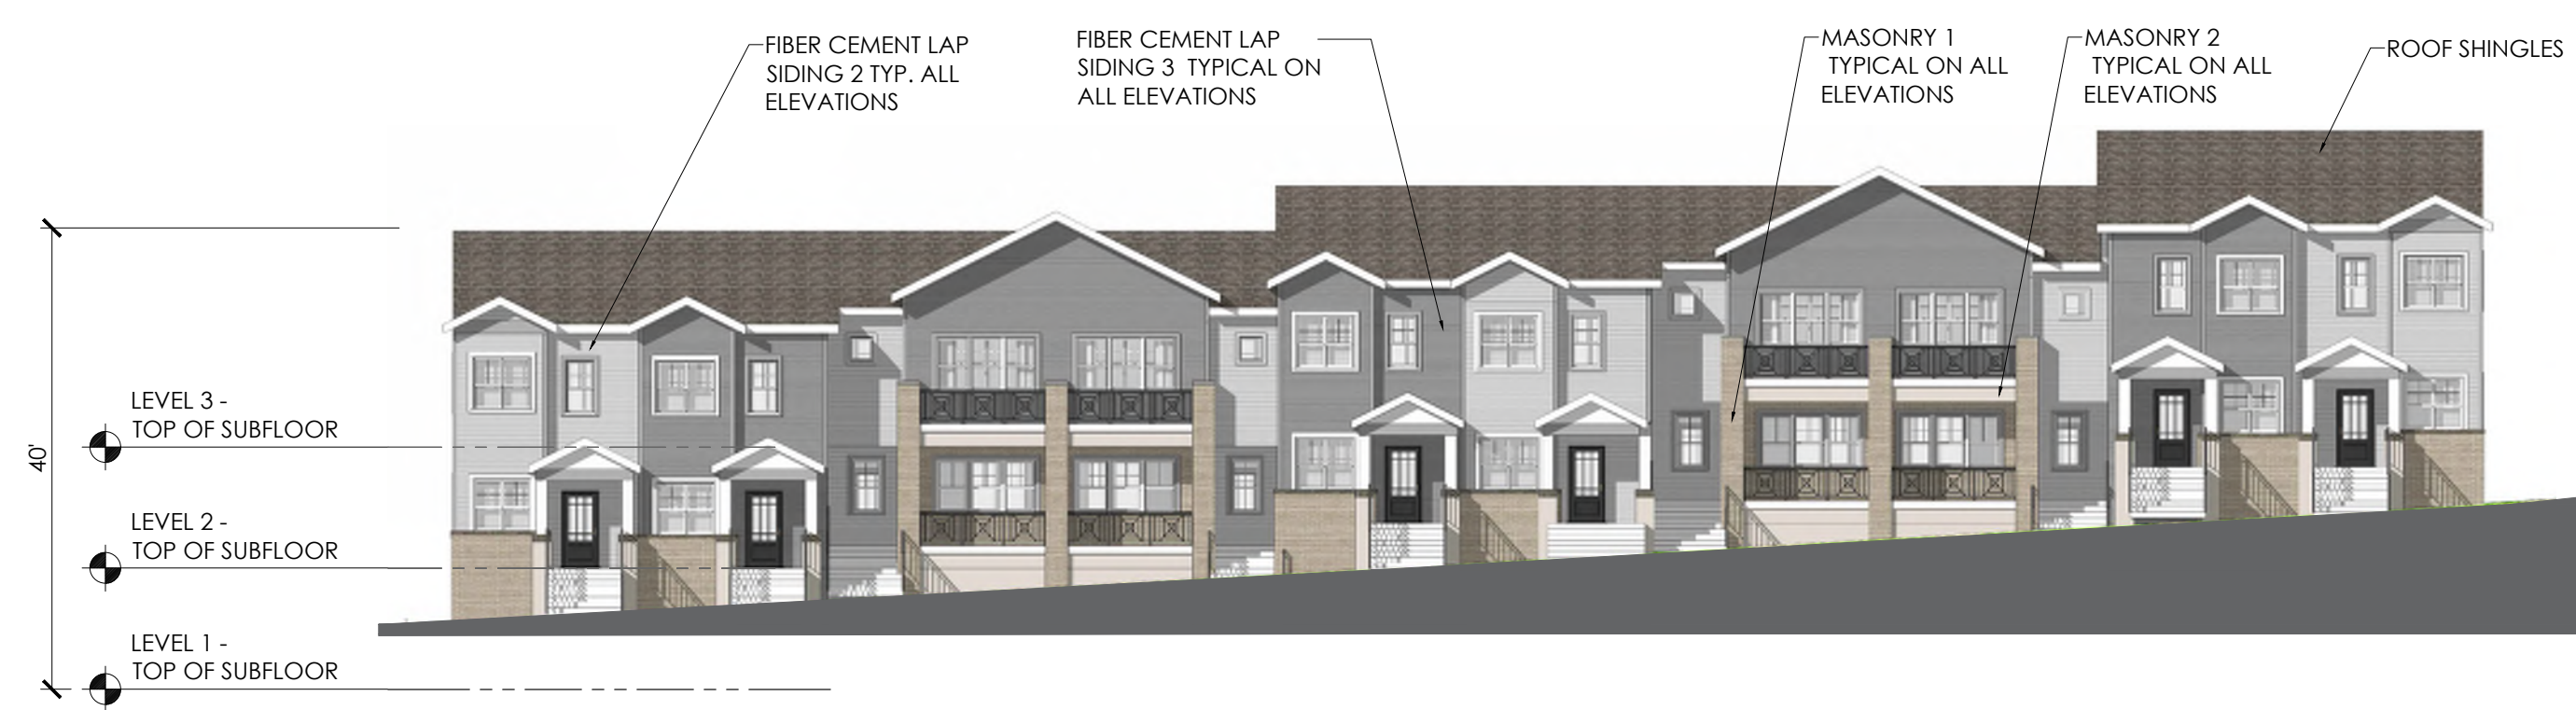 FIBER CEMENT LAP
SIDING 2 TYP. ALL
ELEVATIONS
FIBER CEMENT LAP
SIDING 3 TYPICAL ON
ALL ELEVATIONS
MASONRY 1
TYPICAL ON ALL
ELEVATIONS
MASONRY 2
TYPICAL ON ALL
ELEVATIONS
ROOF SHINGLES
40'
LEVEL 3 -
TOP OF SUBFLOOR
LEVEL 2 -
TOP OF SUBFLOOR
LEVEL 1 -
TOP OF SUBFLOOR